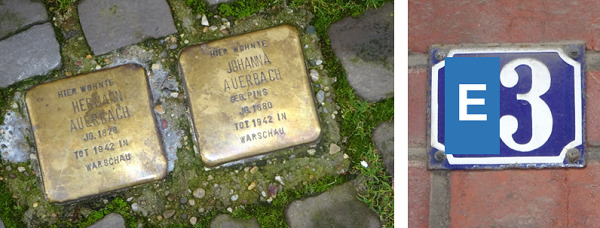 HIER WOHNTE
HERMANN
AUERBACH
JG. 1878
TOT 1942 IN
WARSCHAU
HIER WOHNTE
JOHANNA
AUERBACH
GEB. PINS
JG. 1880
TOT 1942 IN
WARSCHAU
E 3